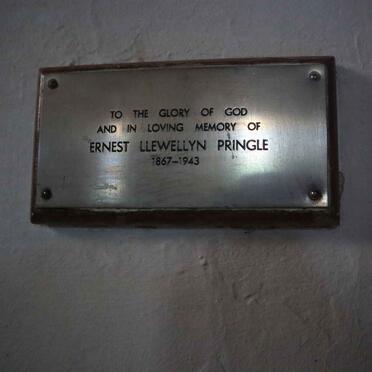 TO THE GLORY OF GOD
AND IN LOVING MEMORY OF
ERNEST LLEWELLYN PRINGLE
1867–1943